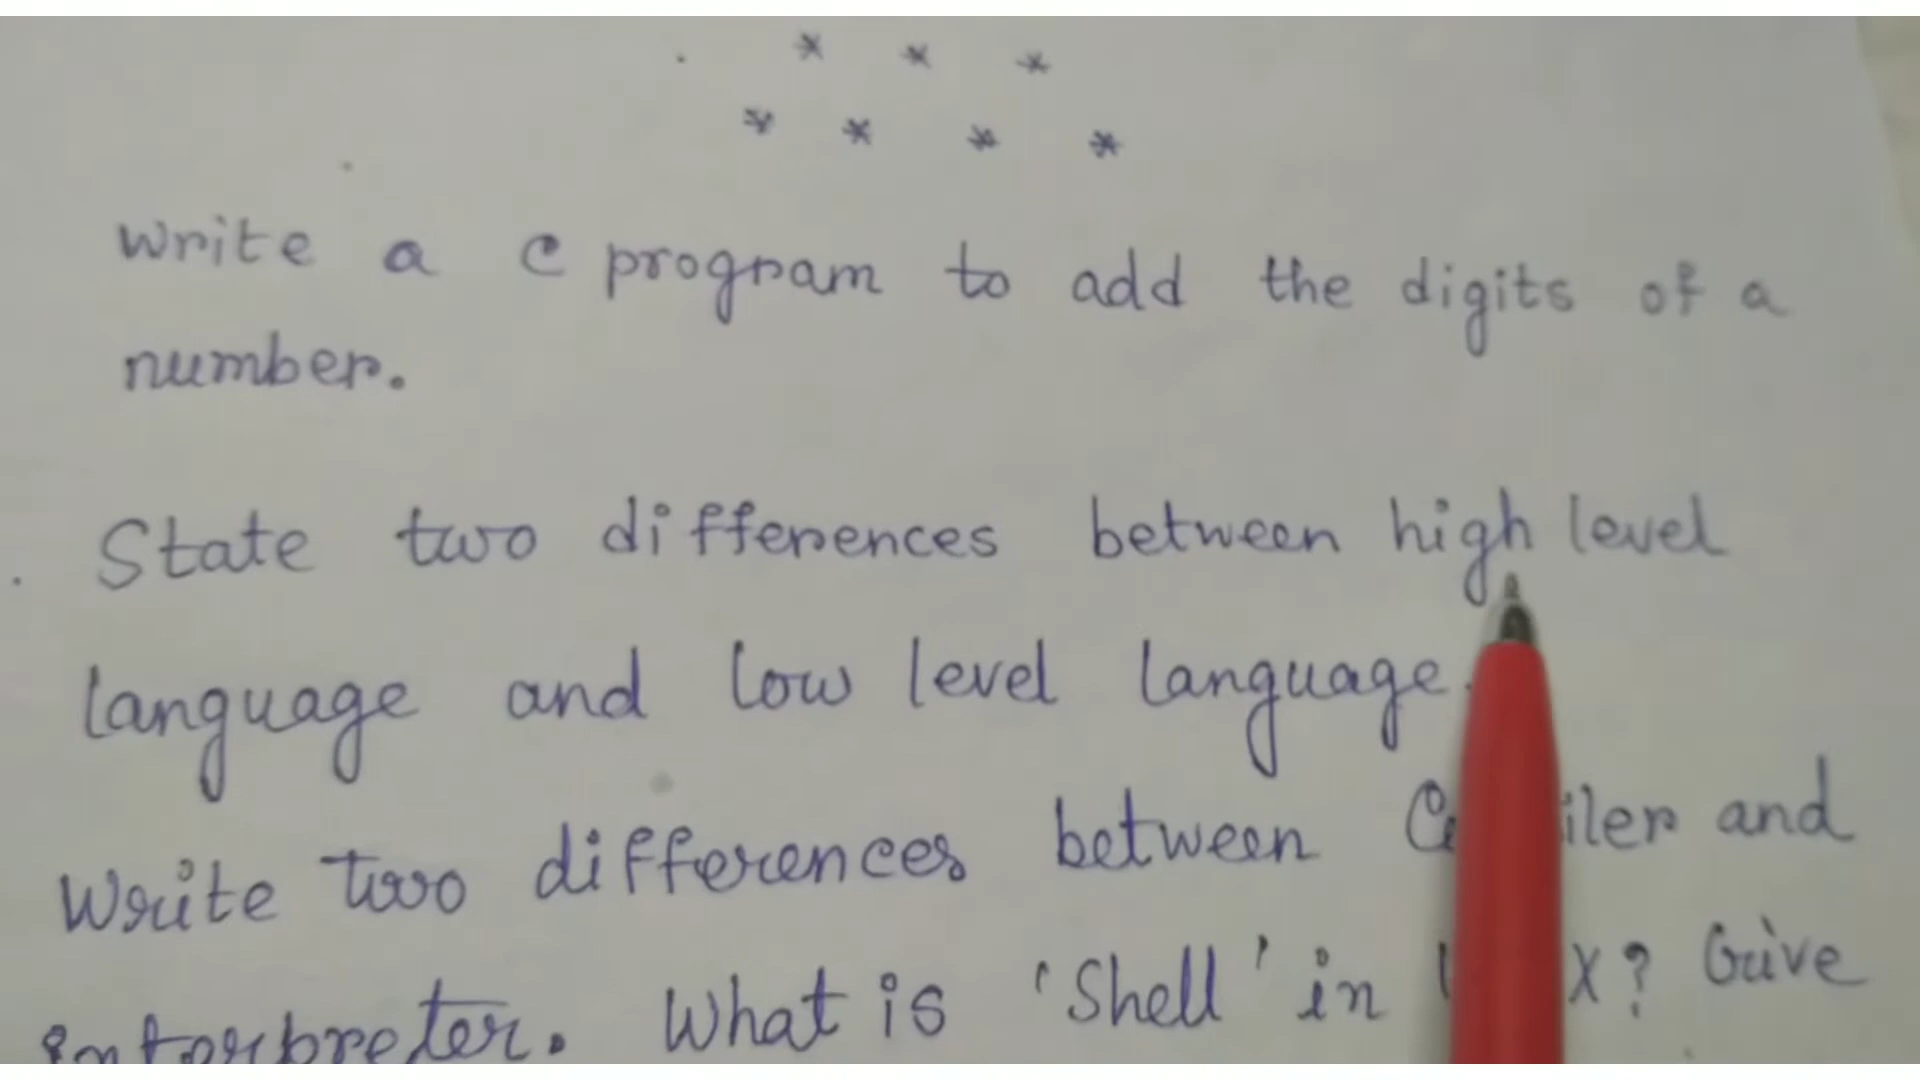 * * *
* * * *
Write a C program to add the digits of a
number.
State two differences between high level
language and low level language.
Write two differences between and
interpreter. What is 'Shell' in ? Give